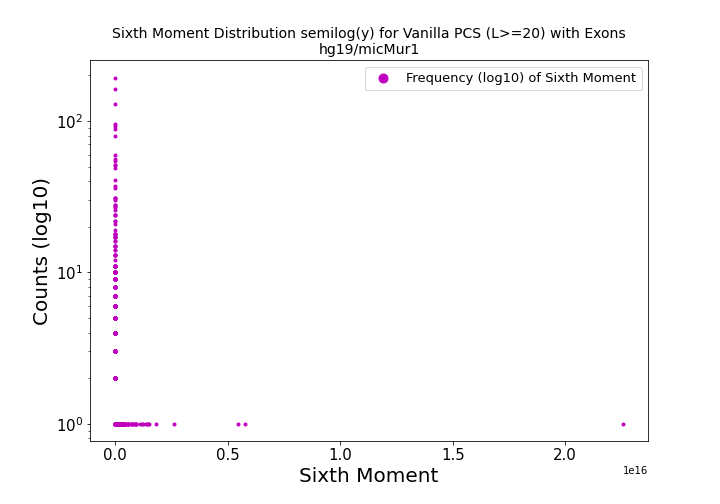 Sixth Moment Distribution semilog(y) for Vanilla PCS (L>=20) with Exons
hg19/micMur1
Frequency (log10) of Sixth Moment
Counts (log10)
10²
10¹
10⁰
0.0 0.5 1.0 1.5 2.0
1e16
Sixth Moment